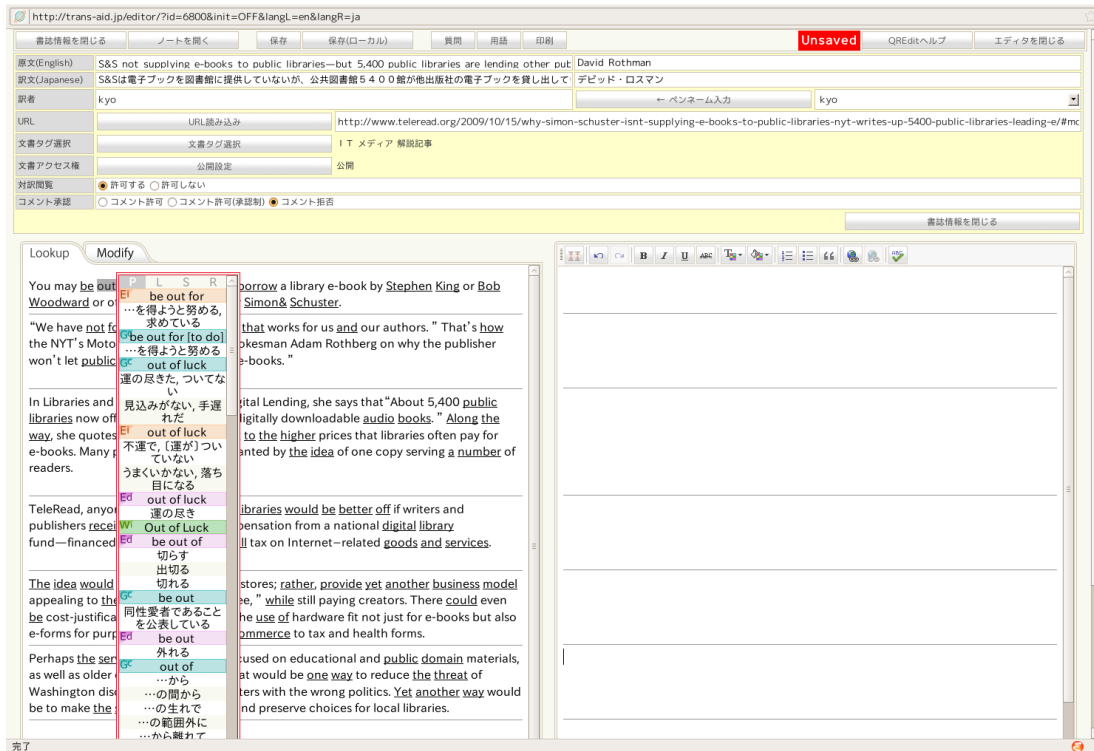 http://trans-aid.jp/editor/?id=6800&init=OFF&langL=en&langR=ja
書誌情報を閉じる ノートを開く 保存 保存(ローカル) 質問 用語 印刷 Unsaved QREditヘルプ エディタを閉じる
原文(English) S&S not supplying e-books to public libraries—but 5,400 public libraries are lending other pub David Rothman
訳文(Japanese) S&Sは電子ブックを図書館に提供していないが、公共図書館5400館が他出版社の電子ブックを貸し出して デビッド・ロスマン
訳者 kyo ← ペンネーム入力 kyo
URL URL読み込み http://www.teleread.org/2009/10/15/why-simon-schuster-isnt-supplying-e-books-to-public-libraries-nyt-writes-up-5400-public-libraries-leading-e/#mo
文書タグ選択 文書タグ選択 IT メディア 解説記事
文書アクセス権 公開設定 公開
対訳閲覧 許可する 許可しない
コメント承認 コメント許可 コメント許可(承認制) コメント拒否
書誌情報を閉じる
Lookup Modify
You may be out borrow a library e-book by Stephen King or Bob
Woodward or o Simon& Schuster.
“We have not fo that works for us and our authors. ” That’s how
the NYT’s Moto okesman Adam Rothberg on why the publisher
won’t let public e-books. ”
In Libraries and gital Lending, she says that“About 5,400 public
libraries now off ligitally downloadable audio books. ” Along the
way, she quotes to the higher prices that libraries often pay for
e-books. Many p anted by the idea of one copy serving a number of
readers.
TeleRead, anyo ibraries would be better off if writers and
publishers recei pensation from a national digital library
fund—financed ll tax on Internet—related goods and services.
The idea would stores; rather, provide yet another business model
appealing to the ee, ” while still paying creators. There could even
be cost-justifica he use of hardware fit not just for e-books but also
e-forms for purp ommerce to tax and health forms.
Perhaps the ser cused on educational and public domain materials,
as well as older at would be one way to reduce the threat of
Washington disc ters with the wrong politics. Yet another way would
be to make the s nd preserve choices for local libraries.
P L S R
EI be out for
…を得ようと努める,
求めている
GC be out for [to do]
…を得ようと努める
GC out of luck
運の尽きた, ついてな
い
見込みがない, 手遅
れだ
EI out of luck
不運で,〔運が〕つい
ていない
うまくいかない, 落ち
目になる
Ed out of luck
運の尽き
Wi Out of Luck
Ed be out of
切らす
出切る
切れる
GC be out
同性愛者であること
を公表している
Ed be out
外れる
GC out of
…から
…の間から
…の生れで
…の範囲外に
…から離れて
完了